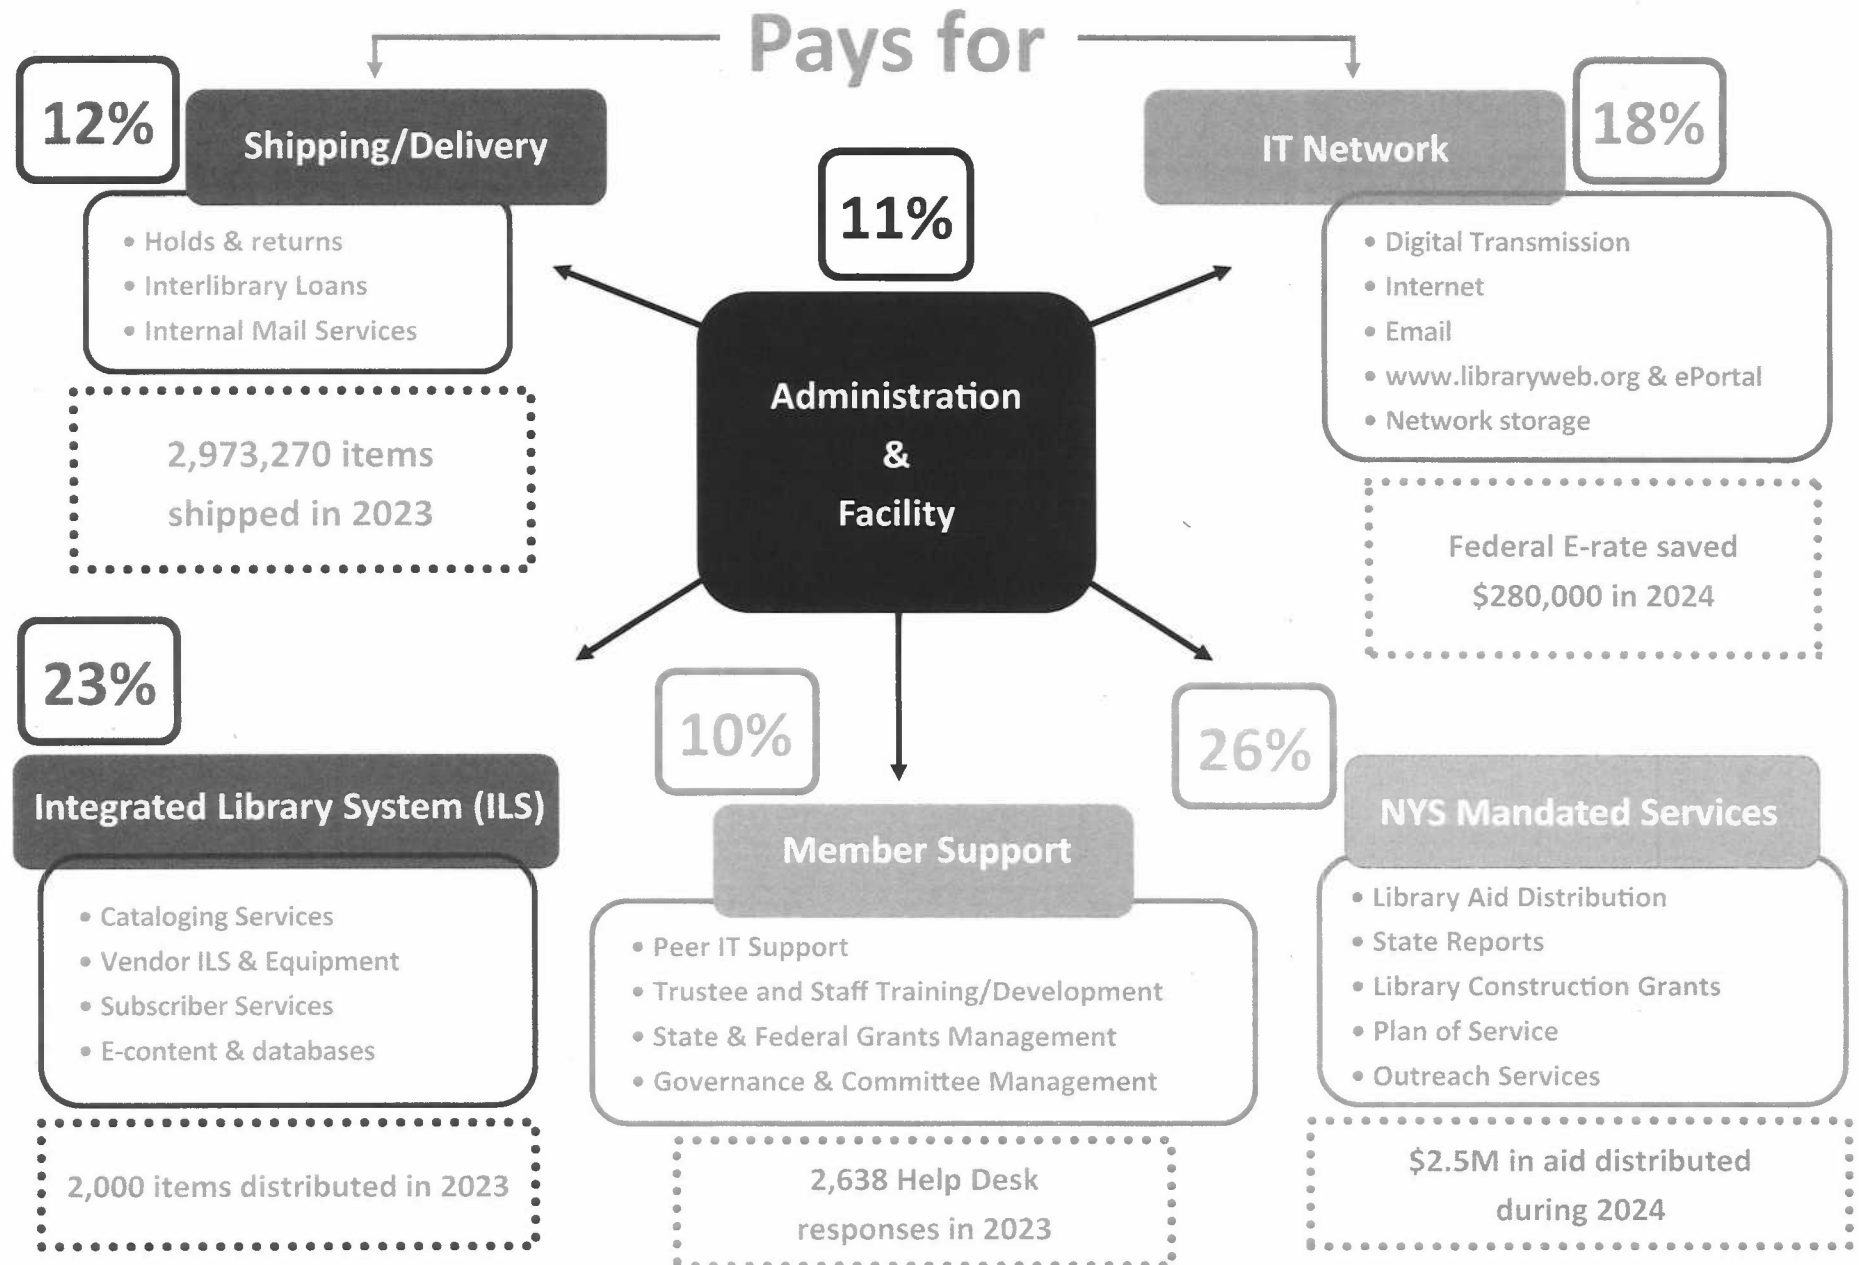 Pays for
12%
Shipping/Delivery
• Holds & returns
• Interlibrary Loans
• Internal Mail Services
2,973,270 items
shipped in 2023
11%
Administration
&
Facility
18%
IT Network
• Digital Transmission
• Internet
• Email
• www.libraryweb.org & ePortal
• Network storage
Federal E-rate saved
$280,000 in 2024
23%
Integrated Library System (ILS)
• Cataloging Services
• Vendor ILS & Equipment
• Subscriber Services
• E-content & databases
2,000 items distributed in 2023
10%
Member Support
• Peer IT Support
• Trustee and Staff Training/Development
• State & Federal Grants Management
• Governance & Committee Management
2,638 Help Desk
responses in 2023
26%
NYS Mandated Services
• Library Aid Distribution
• State Reports
• Library Construction Grants
• Plan of Service
• Outreach Services
$2.5M in aid distributed
during 2024